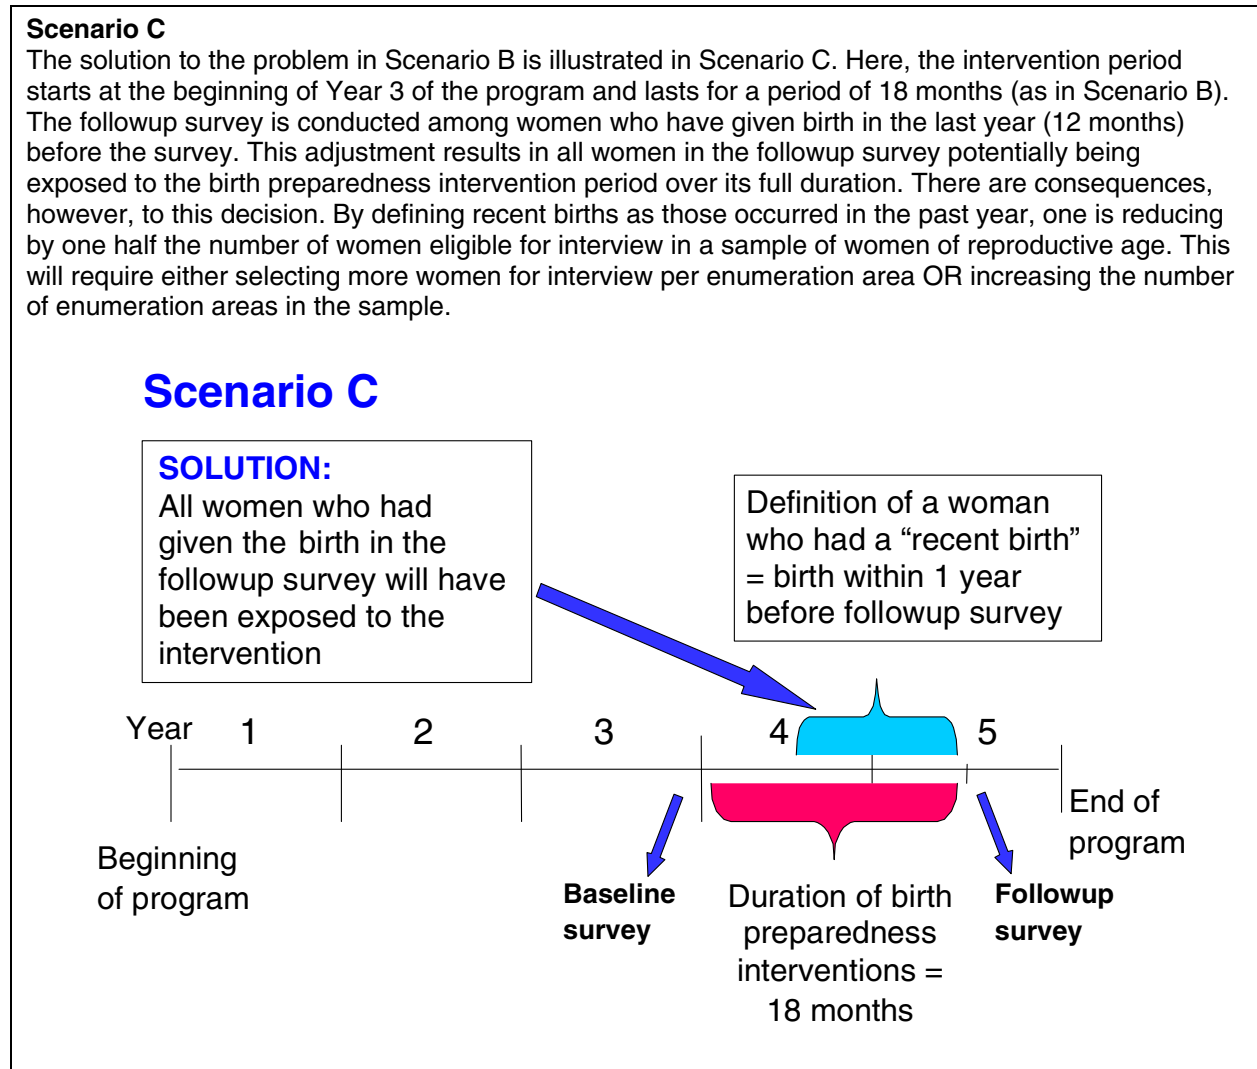 Scenario C
The solution to the problem in Scenario B is illustrated in Scenario C. Here, the intervention period
starts at the beginning of Year 3 of the program and lasts for a period of 18 months (as in Scenario B).
The followup survey is conducted among women who have given birth in the last year (12 months)
before the survey. This adjustment results in all women in the followup survey potentially being
exposed to the birth preparedness intervention period over its full duration. There are consequences,
however, to this decision. By defining recent births as those occurred in the past year, one is reducing
by one half the number of women eligible for interview in a sample of women of reproductive age. This
will require either selecting more women for interview per enumeration area OR increasing the number
of enumeration areas in the sample.
Scenario C
SOLUTION:
All women who had
given the birth in the
followup survey will have
been exposed to the
intervention
Definition of a woman
who had a “recent birth”
= birth within 1 year
before followup survey
Year 1 2 3 4 5
Beginning
of program
End of
program
Baseline
survey
Duration of birth
preparedness
interventions =
18 months
Followup
survey